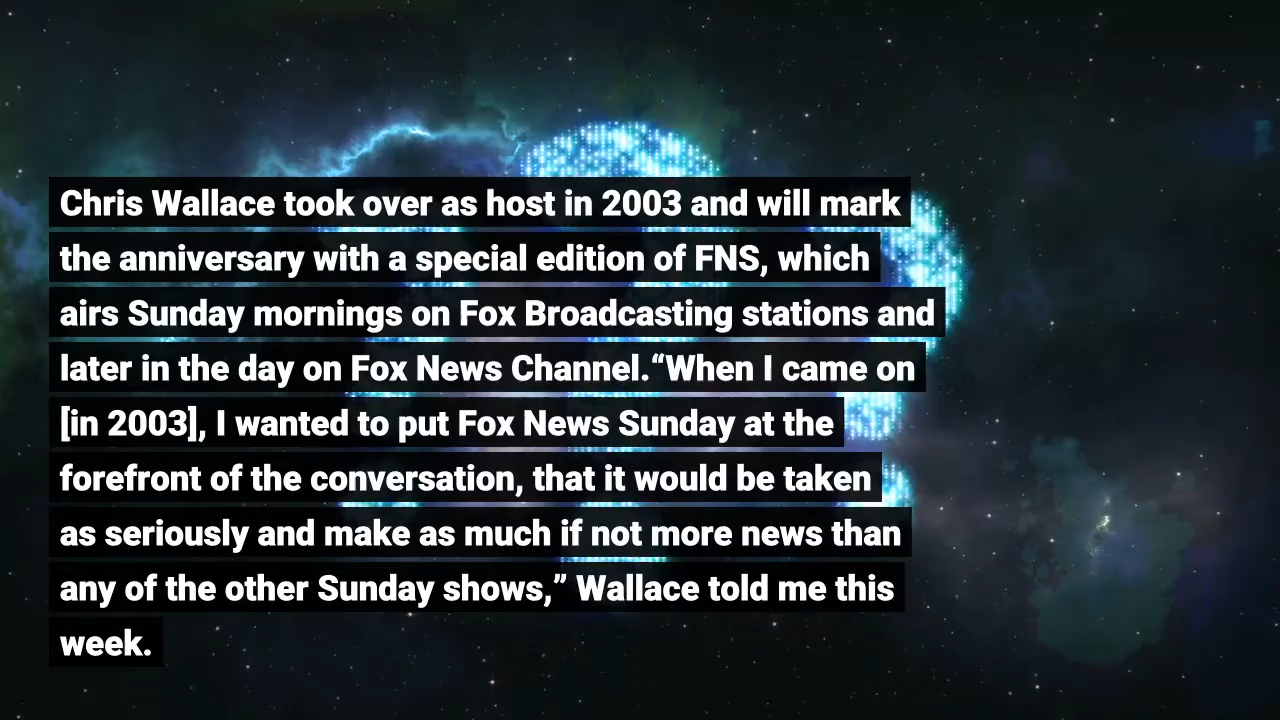 Chris Wallace took over as host in 2003 and will mark
the anniversary with a special edition of FNS, which
airs Sunday mornings on Fox Broadcasting stations and
later in the day on Fox News Channel.“When I came on
[in 2003], I wanted to put Fox News Sunday at the
forefront of the conversation, that it would be taken
as seriously and make as much if not more news than
any of the other Sunday shows,” Wallace told me this
week.